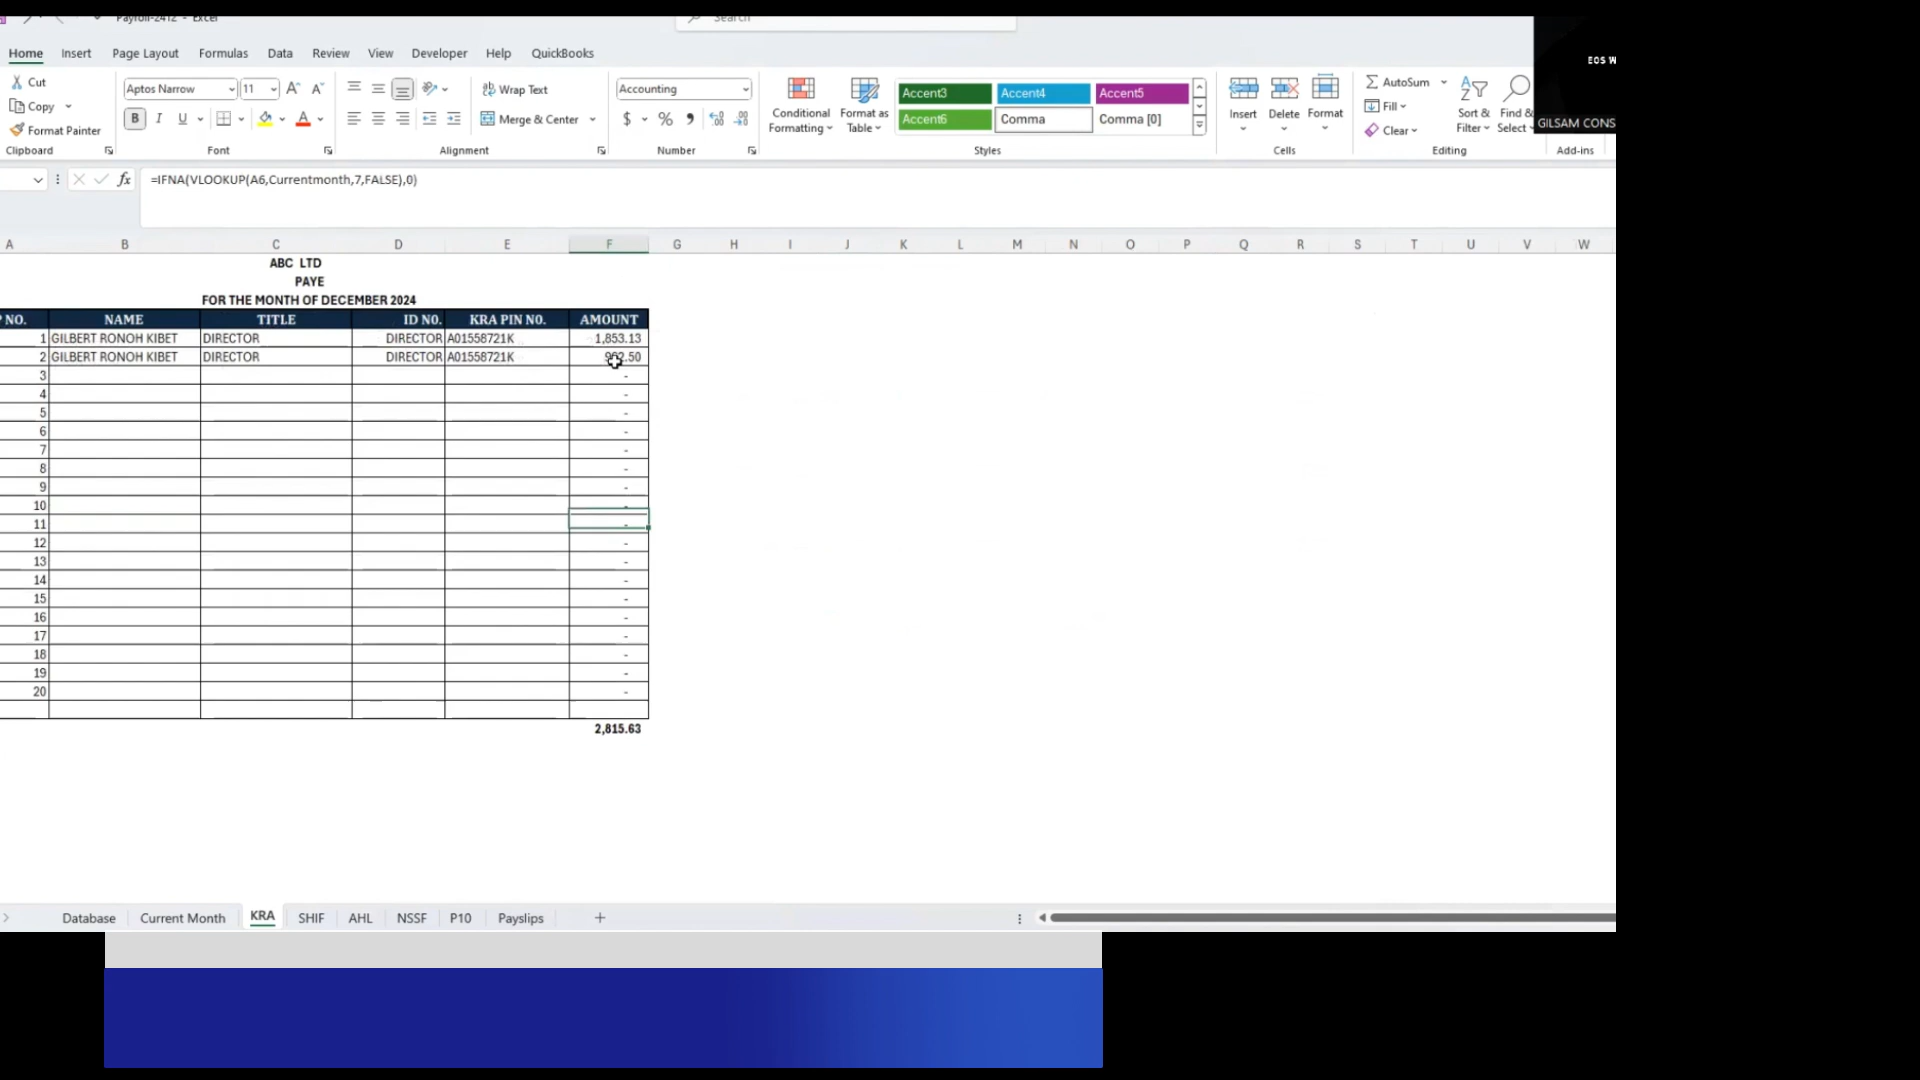 Payroll-2412 - Excel
Search
Home Insert Page Layout Formulas Data Review View Developer Help QuickBooks
EOS W
Cut
Copy
Format Painter
Clipboard
Aptos Narrow 11
B I U
Font
Wrap Text
Merge & Center
Alignment
Accounting
$ % ,
Number
Conditional Formatting
Format as Table
Accent3 Accent4 Accent5
Accent6 Comma Comma [0]
Styles
Insert Delete Format
Cells
AutoSum
Fill
Clear
Sort & Filter
Find & Select
Editing
Add-ins
GILSAM CONS
fx =IFNA(VLOOKUP(A6,Currentmonth,7,FALSE),0)
A B C D E F G H I J K L M N O P Q R S T U V W
ABC LTD
PAYE
FOR THE MONTH OF DECEMBER 2024
NO. NAME TITLE ID NO. KRA PIN NO. AMOUNT
1 GILBERT RONOH KIBET DIRECTOR DIRECTOR A01558721K 1,853.13
2 GILBERT RONOH KIBET DIRECTOR DIRECTOR A01558721K
3 -
4 -
5 -
6 -
7 -
8 -
9 -
10 -
11 -
12 -
13 -
14 -
15 -
16 -
17 -
18 -
19 -
20 -
2,815.63
Database Current Month KRA SHIF AHL NSSF P10 Payslips +